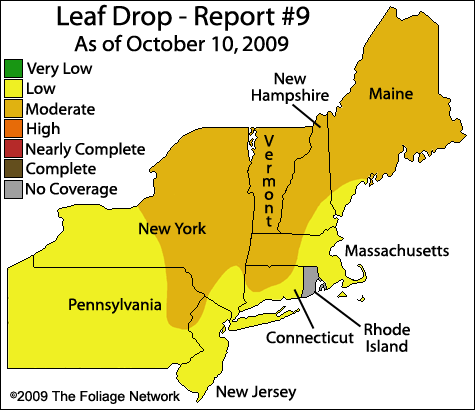 Leaf Drop - Report #9
As of October 10, 2009
Very Low
Low
Moderate
High
Nearly Complete
Complete
No Coverage
New
Hampshire
Maine
Vermont
New York
Massachusetts
Pennsylvania
Connecticut
Rhode
Island
New Jersey
©2009 The Foliage Network